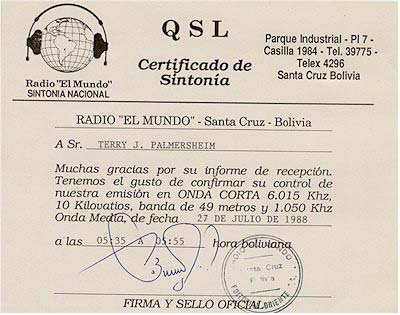 QSL
Certificado de
Sintonía
Radio "El Mundo"
SINTONIA NACIONAL
Parque Industrial - PI 7 -
Casilla 1984 - Tel. 39775 -
Telex 4296
Santa Cruz Bolivia
RADIO "EL MUNDO" - Santa Cruz - Bolivia
A Sr. TERRY J. PALMERSHEIM
Muchas gracias por su informe de recepción.
Tenemos el gusto de confirmar su control de
nuestra emisión en ONDA CORTA 6.015 Khz,
10 Kilovatios, banda de 49 metros y 1.050 Khz
Onda Media, de fecha 27 DE JULIO DE 1988
a las 05:35 A 05:55 hora boliviana
Santa Cruz
Bolivia
ORIENTE
FIRMA Y SELLO OFICIAL